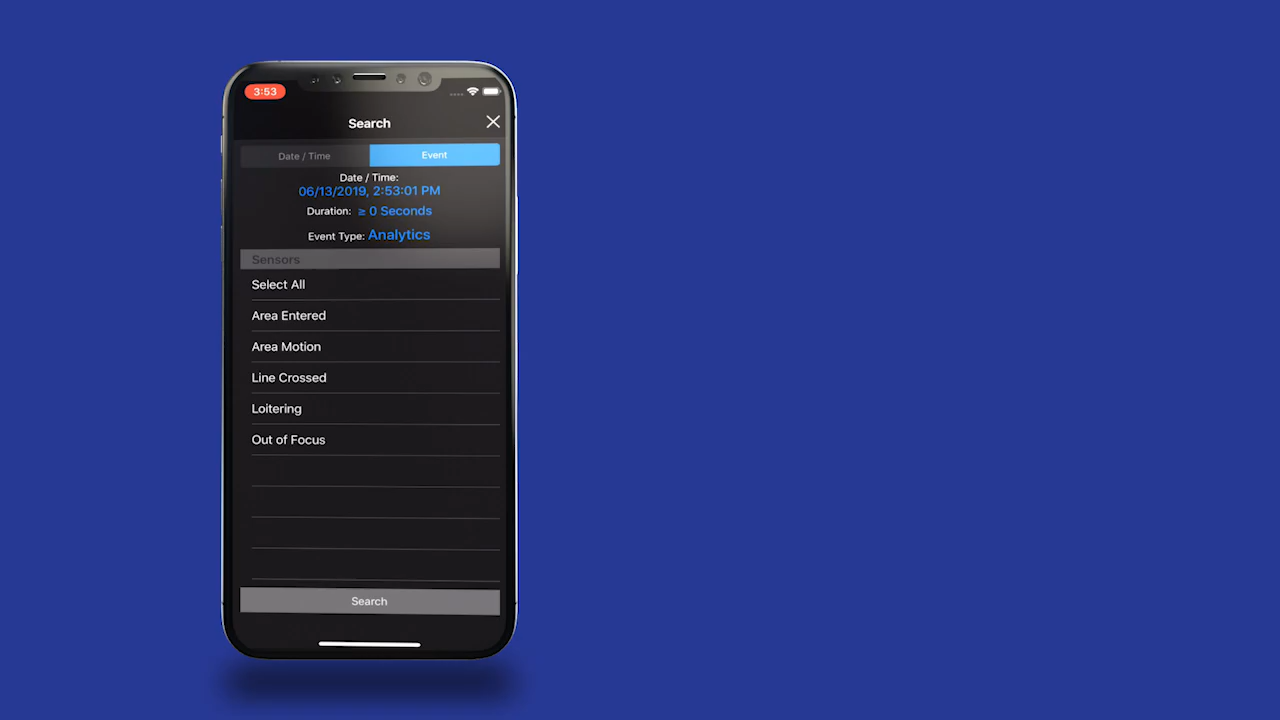 3:53
Search
Date / Time
Event
Date / Time:
06/13/2019, 2:53:01 PM
Duration: ≥ 0 Seconds
Event Type: Analytics
Sensors
Select All
Area Entered
Area Motion
Line Crossed
Loitering
Out of Focus
Search